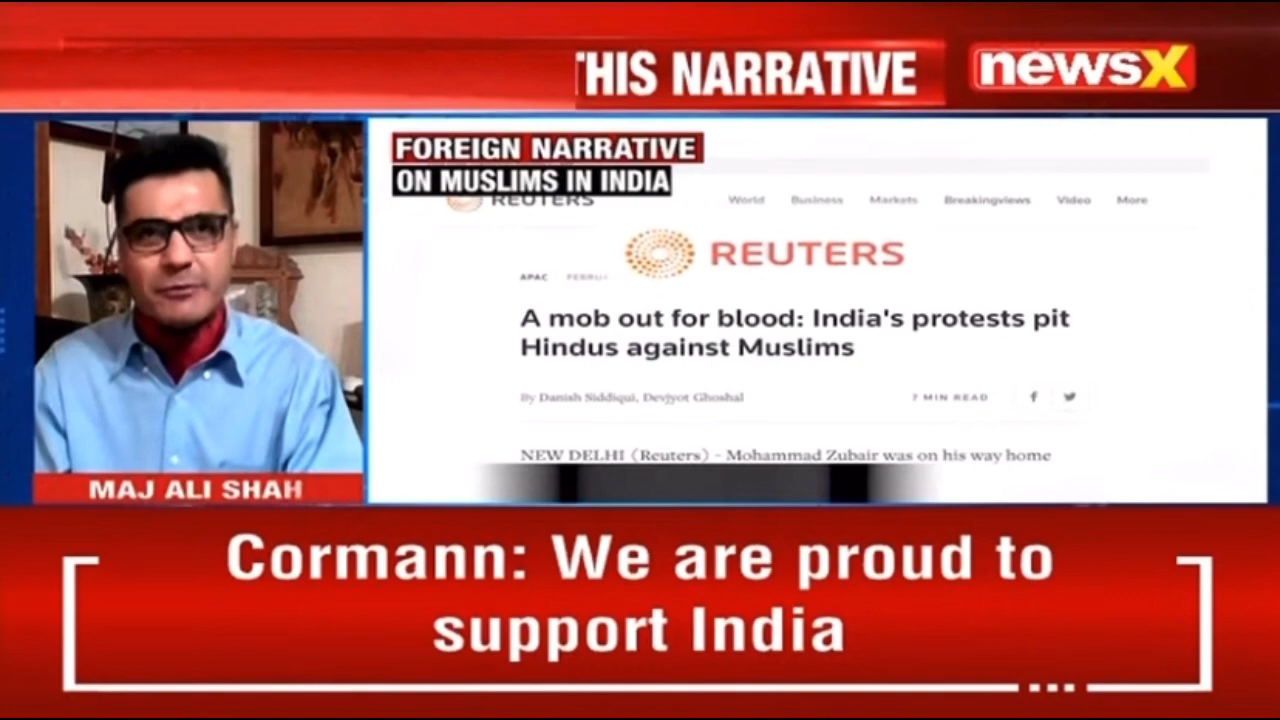 HIS NARRATIVE
newsX
FOREIGN NARRATIVE
ON MUSLIMS IN INDIA
REUTERS
World Business Markets Breakingviews Video More
REUTERS
APAC
A mob out for blood: India's protests pit
Hindus against Muslims
By Danish Siddiqui, Devjyot Ghoshal
7 MIN READ
NEW DELHI (Reuters) - Mohammad Zubair was on his way home
MAJ ALI SHAH
Cormann: We are proud to
support India